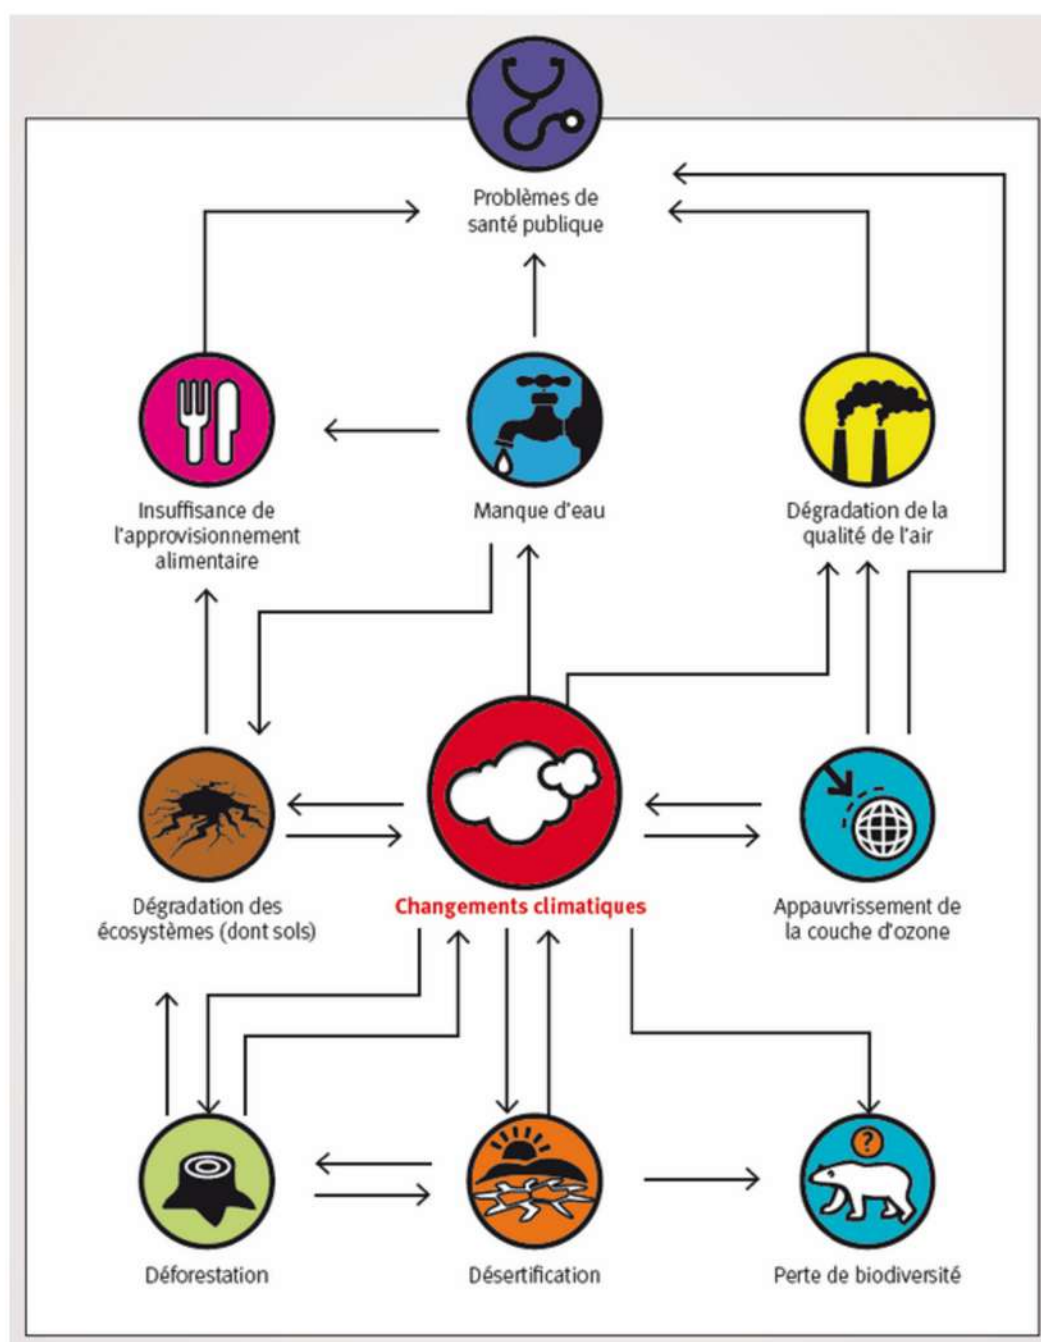 Problèmes de
santé publique
Insuffisance de
l'approvisionnement
alimentaire
Manque d'eau
Dégradation de la
qualité de l'air
Dégradation des
écosystèmes (dont sols)
Changements climatiques
Appauvrissement de
la couche d'ozone
?
Déforestation
Désertification
Perte de biodiversité